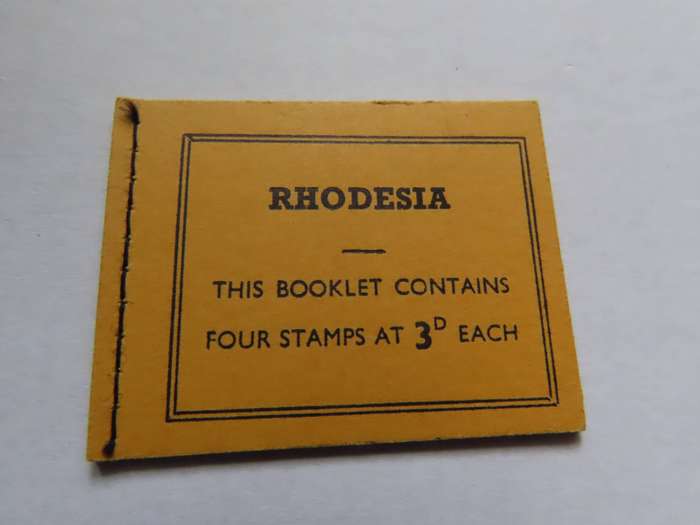 RHODESIA
THIS BOOKLET CONTAINS
FOUR STAMPS AT 3D EACH